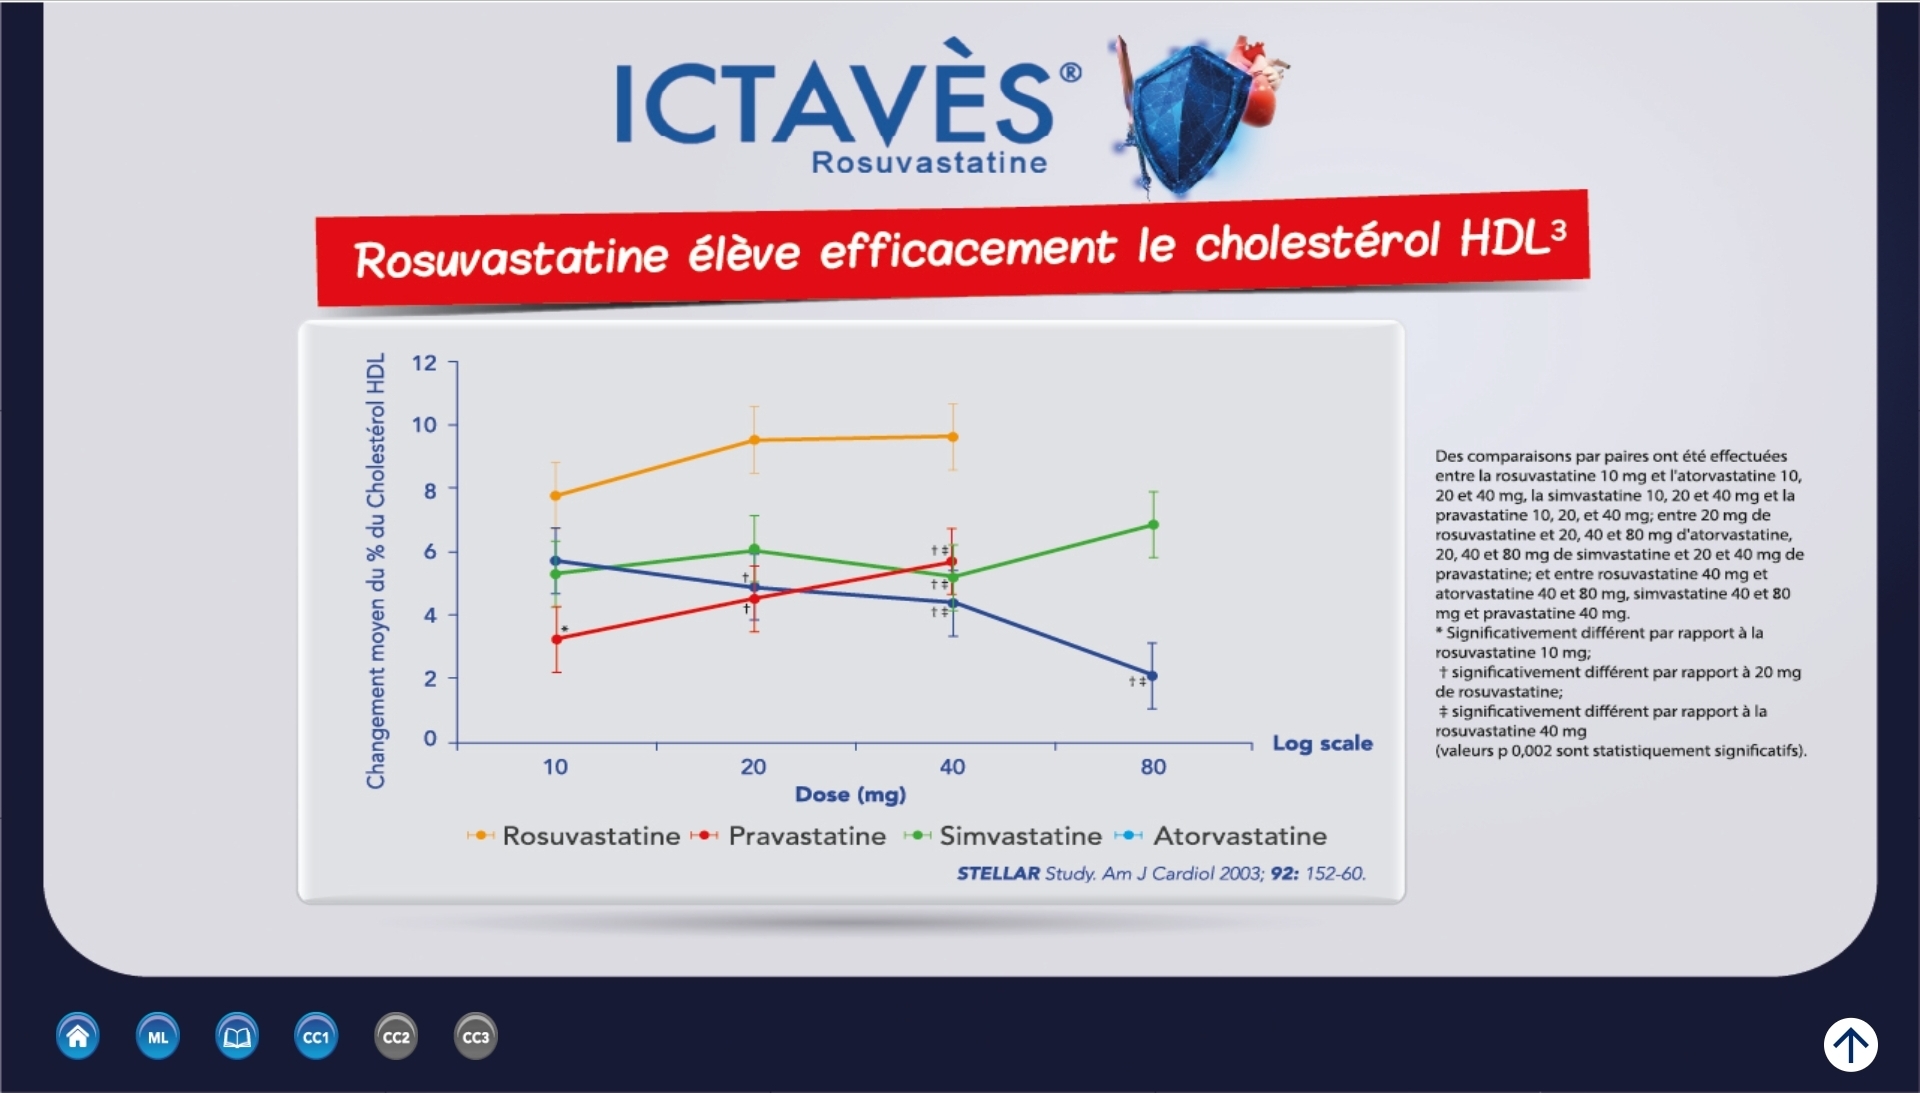 ICTAVÈS®
Rosuvastatine
Rosuvastatine élève efficacement le cholestérol HDL³
Changement moyen du % du Cholestérol HDL
12
10
8
6
4
2
0
*
†
†
†‡
†‡
†‡
†‡
10
20
40
80
Log scale
Dose (mg)
Rosuvastatine
Pravastatine
Simvastatine
Atorvastatine
STELLAR Study. Am J Cardiol 2003; 92: 152-60.
Des comparaisons par paires ont été effectuées
entre la rosuvastatine 10 mg et l'atorvastatine 10,
20 et 40 mg, la simvastatine 10, 20 et 40 mg et la
pravastatine 10, 20, et 40 mg; entre 20 mg de
rosuvastatine et 20, 40 et 80 mg d'atorvastatine,
20, 40 et 80 mg de simvastatine et 20 et 40 mg de
pravastatine; et entre rosuvastatine 40 mg et
atorvastatine 40 et 80 mg, simvastatine 40 et 80
mg et pravastatine 40 mg.
* Significativement différent par rapport à la
rosuvastatine 10 mg;
† significativement différent par rapport à 20 mg
de rosuvastatine;
‡ significativement différent par rapport à la
rosuvastatine 40 mg
(valeurs p 0,002 sont statistiquement significatifs).
ML
CC1
CC2
CC3